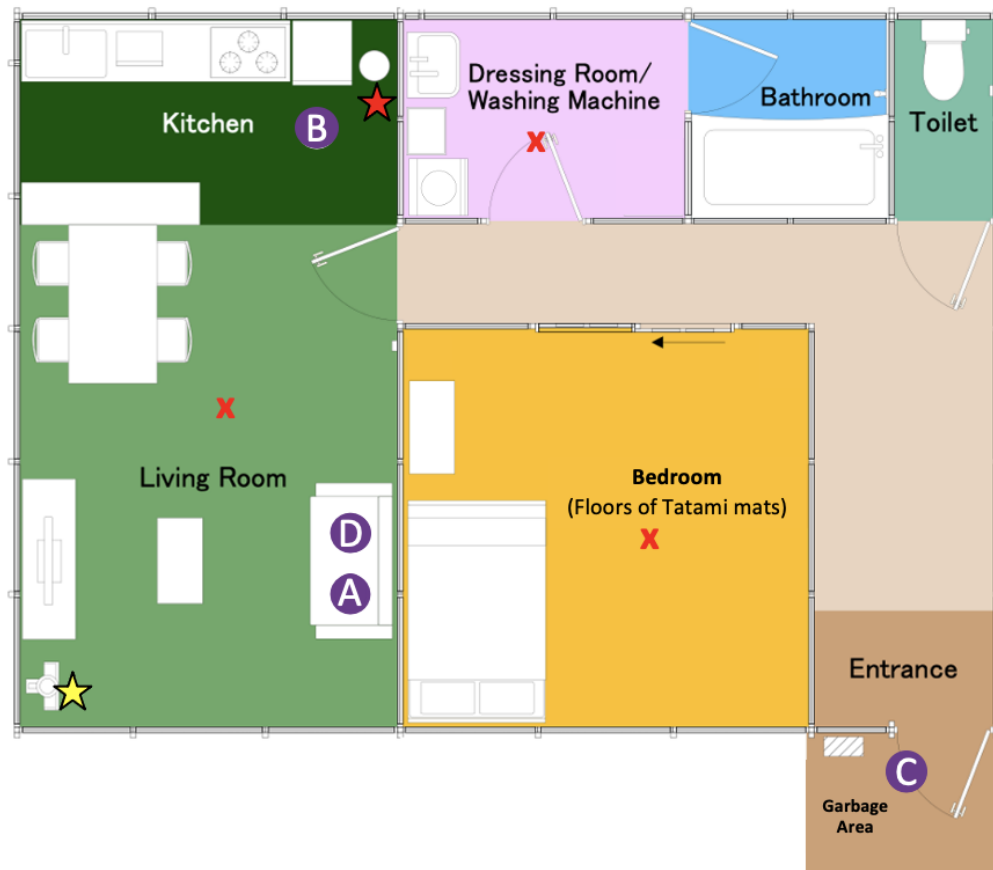 Kitchen
B
Dressing Room/
Washing Machine
X
Bathroom
Toilet
X
Living Room
D
A
Bedroom
(Floors of Tatami mats)
X
Entrance
C
Garbage
Area